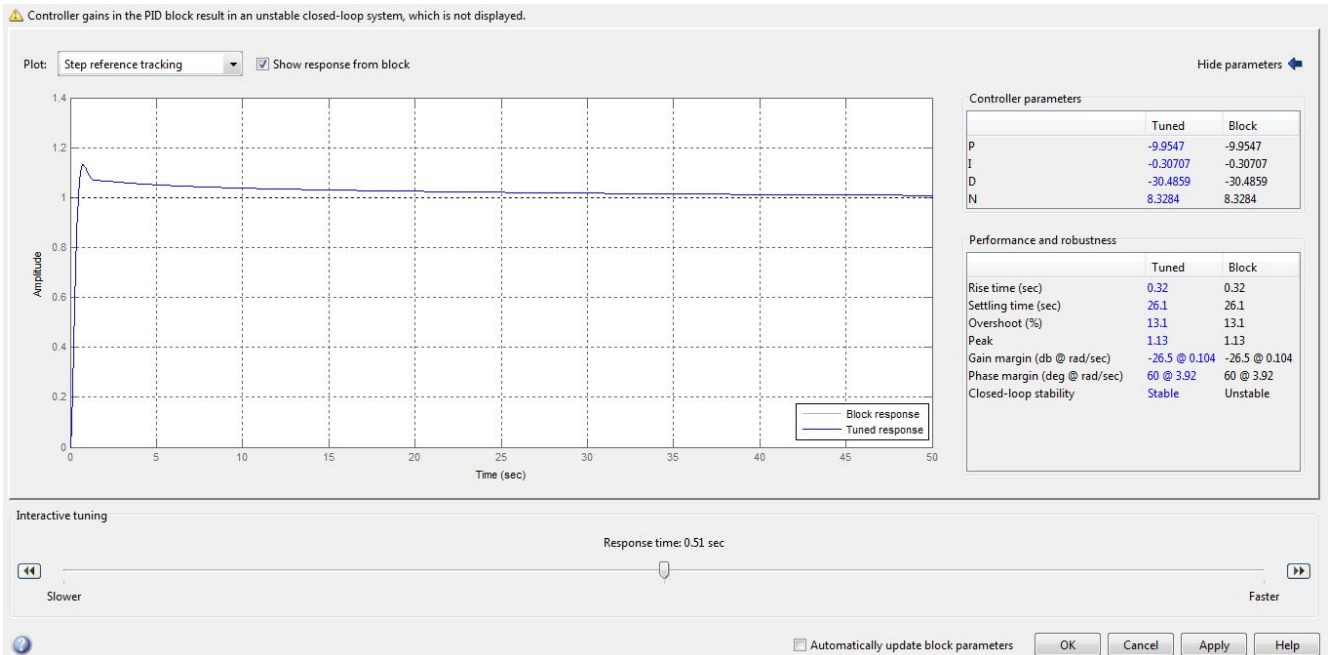 Controller gains in the PID block result in an unstable closed-loop system, which is not displayed.
Plot: Step reference tracking Show response from block Hide parameters
1.4
1.2
1
0.8
0.6
0.4
0.2
0
Amplitude
0 5 10 15 20 25 30 35 40 45 50
Time (sec)
Block response
Tuned response
Controller parameters
Tuned Block
P -9.9547 -9.9547
I -0.30707 -0.30707
D -30.4859 -30.4859
N 8.3284 8.3284
Performance and robustness
Tuned Block
Rise time (sec) 0.32 0.32
Settling time (sec) 26.1 26.1
Overshoot (%) 13.1 13.1
Peak 1.13 1.13
Gain margin (db @ rad/sec) -26.5 @ 0.104 -26.5 @ 0.104
Phase margin (deg @ rad/sec) 60 @ 3.92 60 @ 3.92
Closed-loop stability Stable Unstable
Interactive tuning
Response time: 0.51 sec
Slower Faster
Automatically update block parameters OK Cancel Apply Help